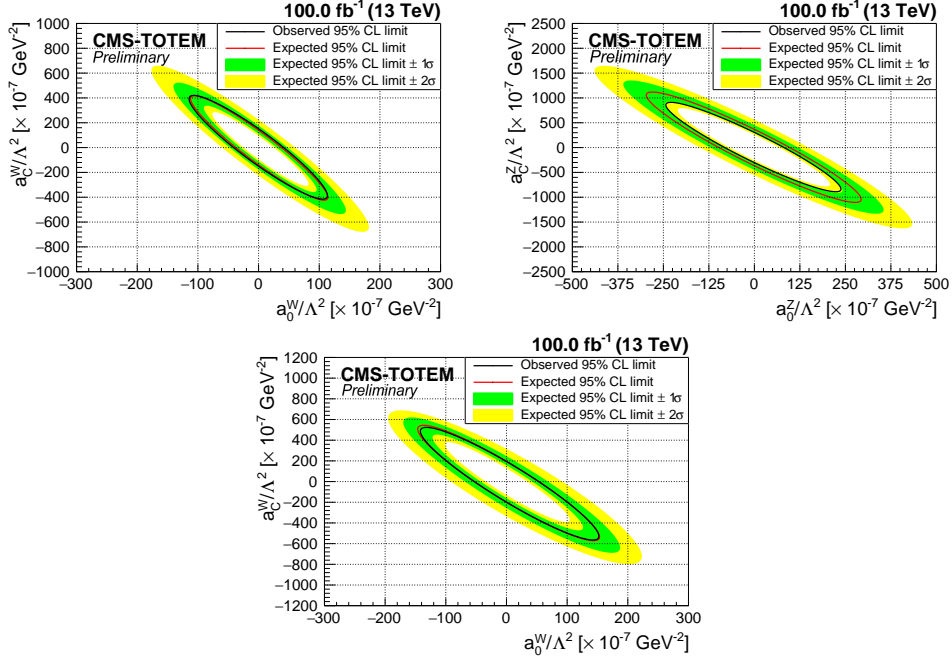 100.0 fb⁻¹ (13 TeV)
CMS-TOTEM
Preliminary
Observed 95% CL limit
Expected 95% CL limit
Expected 95% CL limit ± 1σ
Expected 95% CL limit ± 2σ
a_C^W/Λ² [× 10⁻⁷ GeV⁻²]
1000
800
600
400
200
0
−200
−400
−600
−800
−1000
−300 −200 −100 0 100 200 300
a_0^W/Λ² [× 10⁻⁷ GeV⁻²]
100.0 fb⁻¹ (13 TeV)
CMS-TOTEM
Preliminary
Observed 95% CL limit
Expected 95% CL limit
Expected 95% CL limit ± 1σ
Expected 95% CL limit ± 2σ
a_C^Z/Λ² [× 10⁻⁷ GeV⁻²]
2500
2000
1500
1000
500
0
−500
−1000
−1500
−2000
−2500
−500 −375 −250 −125 0 125 250 375 500
a_0^Z/Λ² [× 10⁻⁷ GeV⁻²]
100.0 fb⁻¹ (13 TeV)
CMS-TOTEM
Preliminary
Observed 95% CL limit
Expected 95% CL limit
Expected 95% CL limit ± 1σ
Expected 95% CL limit ± 2σ
a_C^W/Λ² [× 10⁻⁷ GeV⁻²]
1200
1000
800
600
400
200
0
−200
−400
−600
−800
−1000
−1200
−300 −200 −100 0 100 200 300
a_0^W/Λ² [× 10⁻⁷ GeV⁻²]